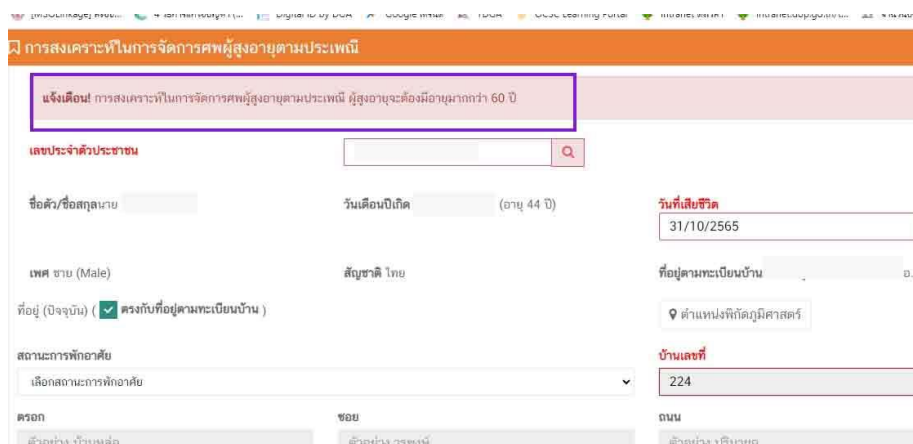 Digital ID by DOA
OCSC Learning Portal
การสงเคราะห์ในการจัดการศพผู้สูงอายุตามประเพณี
แจ้งเตือน! การสงเคราะห์ในการจัดการศพผู้สูงอายุตามประเพณี ผู้สูงอายุจะต้องมีอายุมากกว่า 60 ปี
เลขประจำตัวประชาชน
ชื่อตัว/ชื่อสกุลนาย วันเดือนปีเกิด (อายุ 44 ปี) วันที่เสียชีวิต
31/10/2565
เพศ ชาย (Male) สัญชาติ ไทย ที่อยู่ตามทะเบียนบ้าน อ.
ที่อยู่ (ปัจจุบัน) ( ตรงกับที่อยู่ตามทะเบียนบ้าน ) ตำแหน่งพิกัดภูมิศาสตร์
สถานะการพักอาศัย บ้านเลขที่
เลือกสถานะการพักอาศัย 224
ตรอก ซอย ถนน